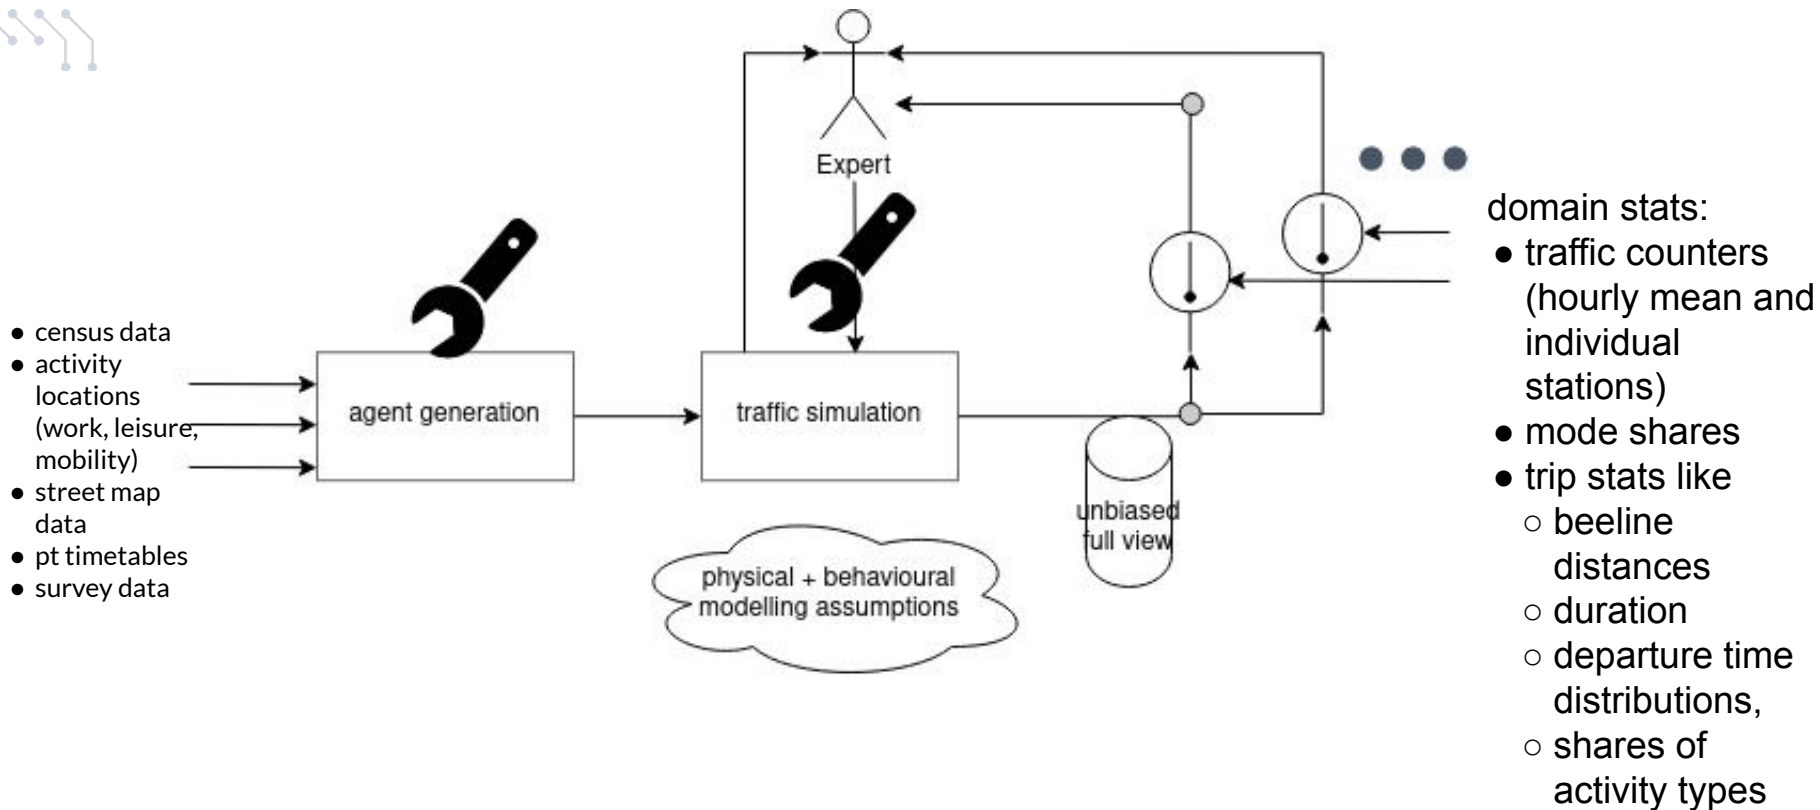 Expert
● census data
● activity
locations
(work, leisure,
mobility)
● street map
data
● pt timetables
● survey data
agent generation
traffic simulation
unbiased
full view
physical + behavioural
modelling assumptions
domain stats:
● traffic counters
(hourly mean and
individual
stations)
● mode shares
● trip stats like
○ beeline
distances
○ duration
○ departure time
distributions,
○ shares of
activity types